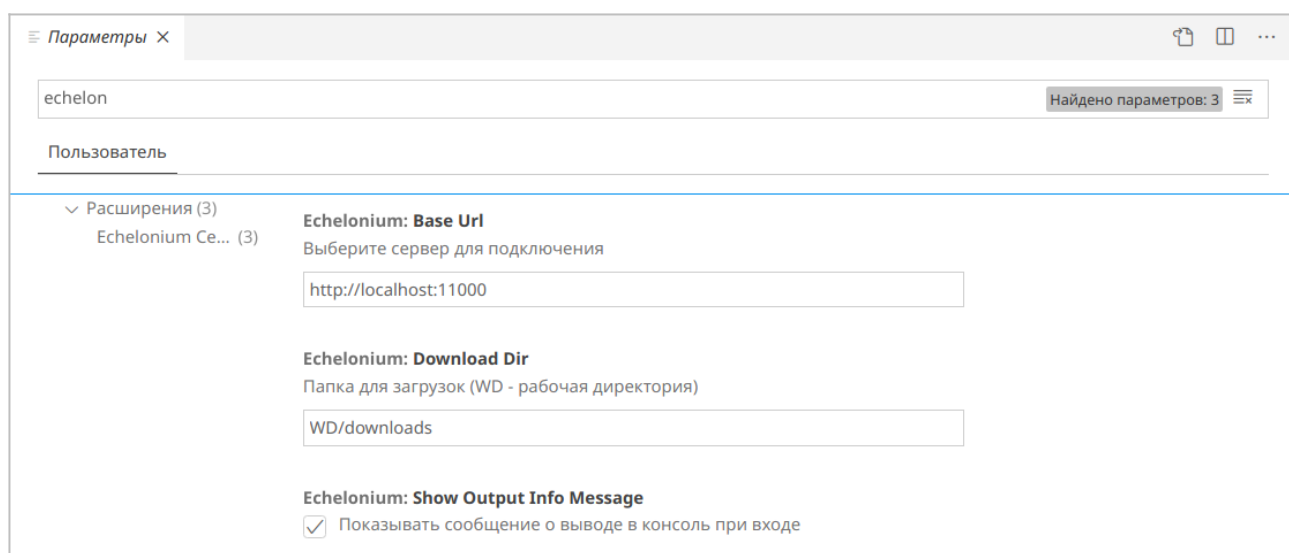 Параметры
echelon
Найдено параметров: 3
Пользователь
Расширения (3)
Echelonium Ce... (3)
Echelonium: Base Url
Выберите сервер для подключения
http://localhost:11000
Echelonium: Download Dir
Папка для загрузок (WD - рабочая директория)
WD/downloads
Echelonium: Show Output Info Message
Показывать сообщение о выводе в консоль при входе